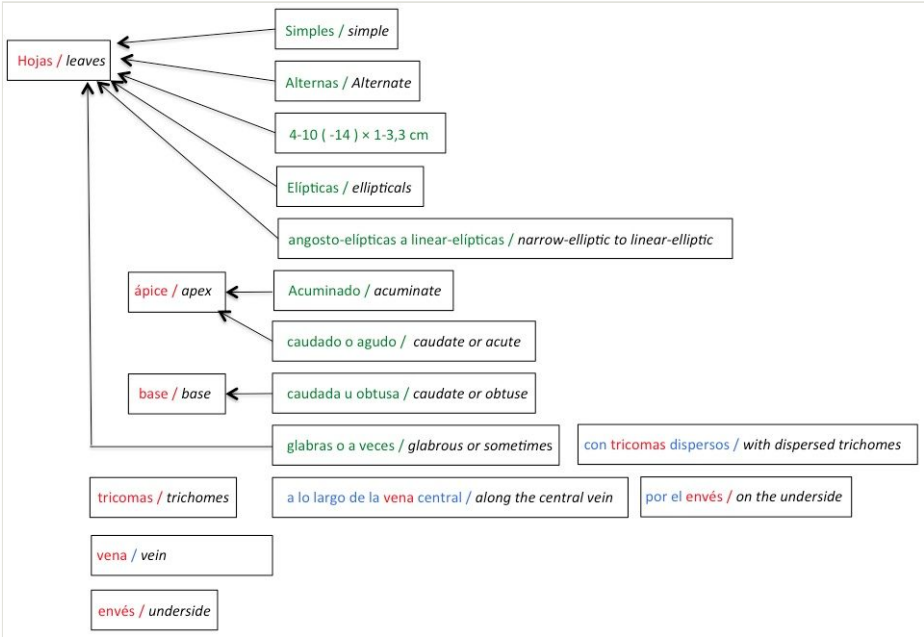 Simples / simple
Hojas / leaves
Alternas / Alternate
4-10 ( -14 ) × 1-3,3 cm
Elípticas / ellipticals
angosto-elípticas a linear-elípticas / narrow-elliptic to linear-elliptic
ápice / apex
Acuminado / acuminate
caudado o agudo / caudate or acute
base / base
caudada u obtusa / caudate or obtuse
glabras o a veces / glabrous or sometimes
con tricomas dispersos / with dispersed trichomes
tricomas / trichomes
a lo largo de la vena central / along the central vein
por el envés / on the underside
vena / vein
envés / underside